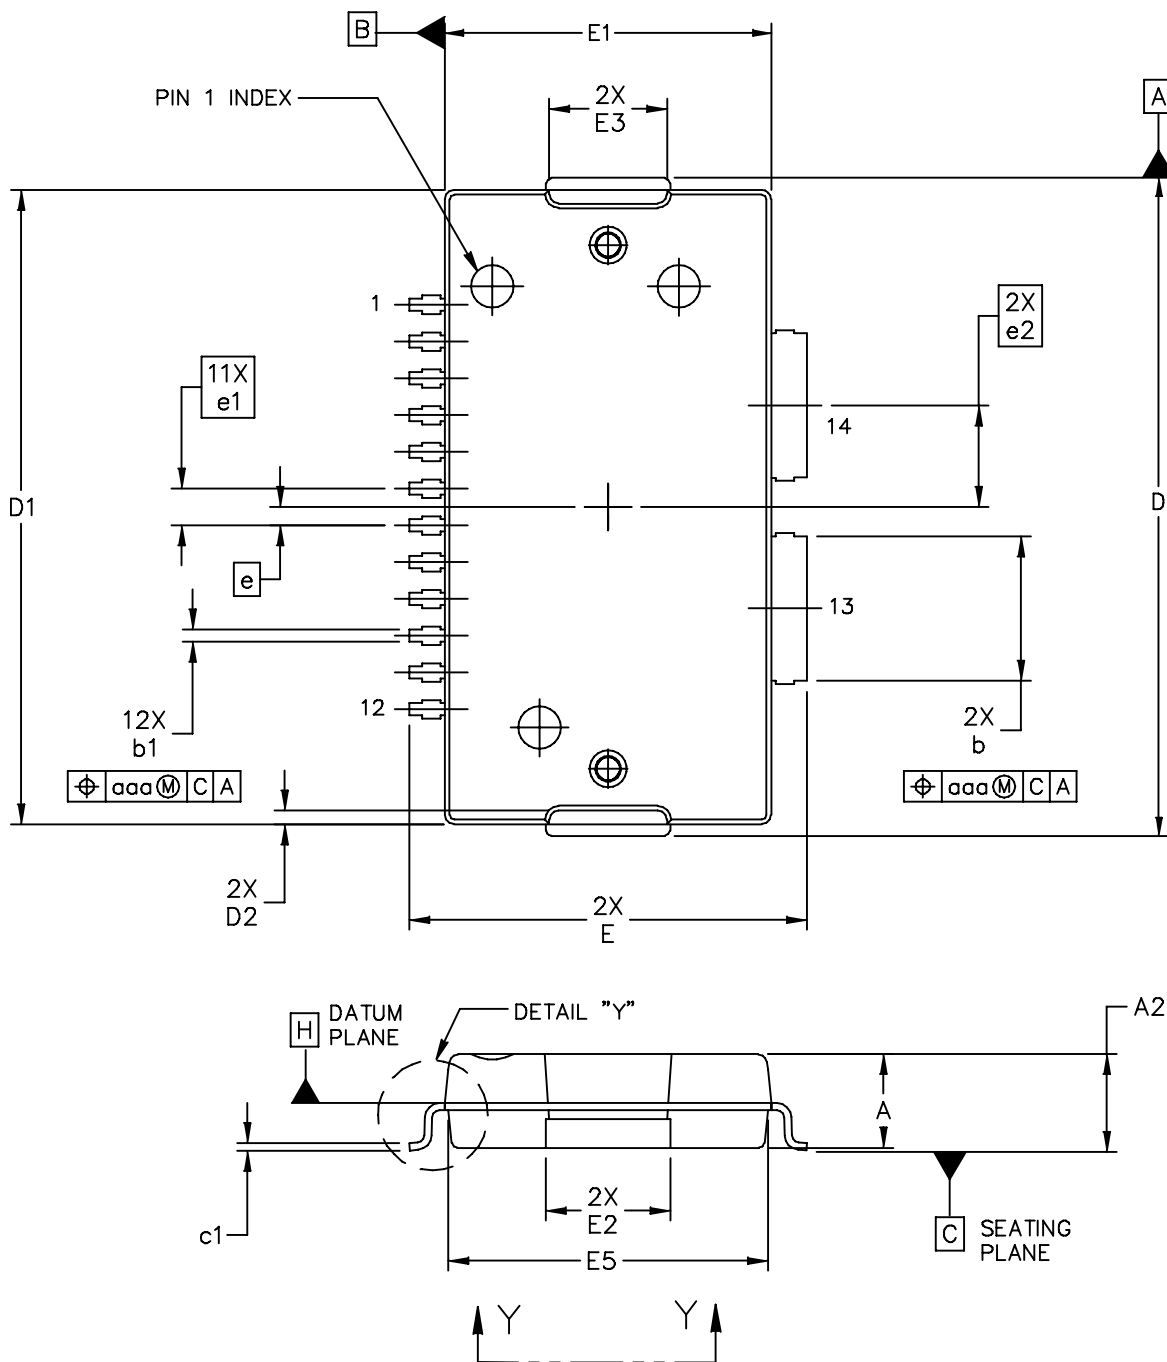 B
E1
PIN 1 INDEX
2X
E3
A
1
2X
e2
11X
e1
14
D1
D
e
13
12X
b1
12
2X
b
⌖ aaa Ⓜ C A
⌖ aaa Ⓜ C A
2X
D2
2X
E
H
DATUM
PLANE
DETAIL "Y"
A2
A
c1
2X
E2
E5
C
SEATING
PLANE
Y
Y